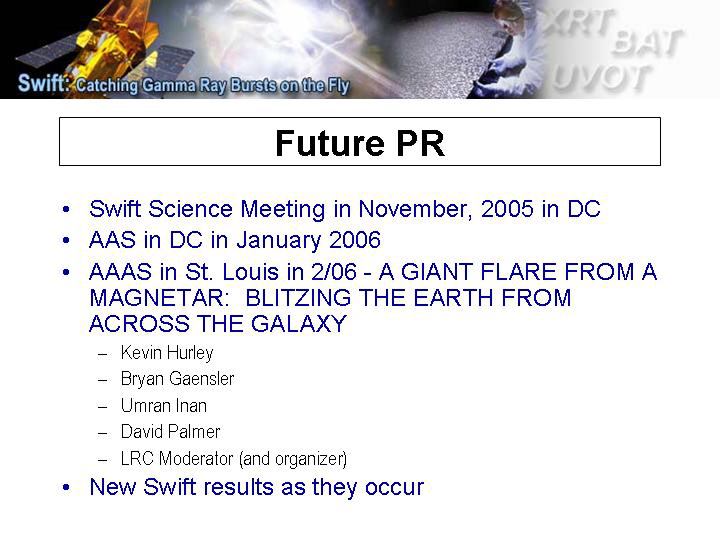 XRT
BAT
UVOT
Swift: Catching Gamma Ray Bursts on the Fly
Future PR
• Swift Science Meeting in November, 2005 in DC
• AAS in DC in January 2006
• AAAS in St. Louis in 2/06 - A GIANT FLARE FROM A
MAGNETAR:  BLITZING THE EARTH FROM
ACROSS THE GALAXY
– Kevin Hurley
– Bryan Gaensler
– Umran Inan
– David Palmer
– LRC Moderator (and organizer)
• New Swift results as they occur